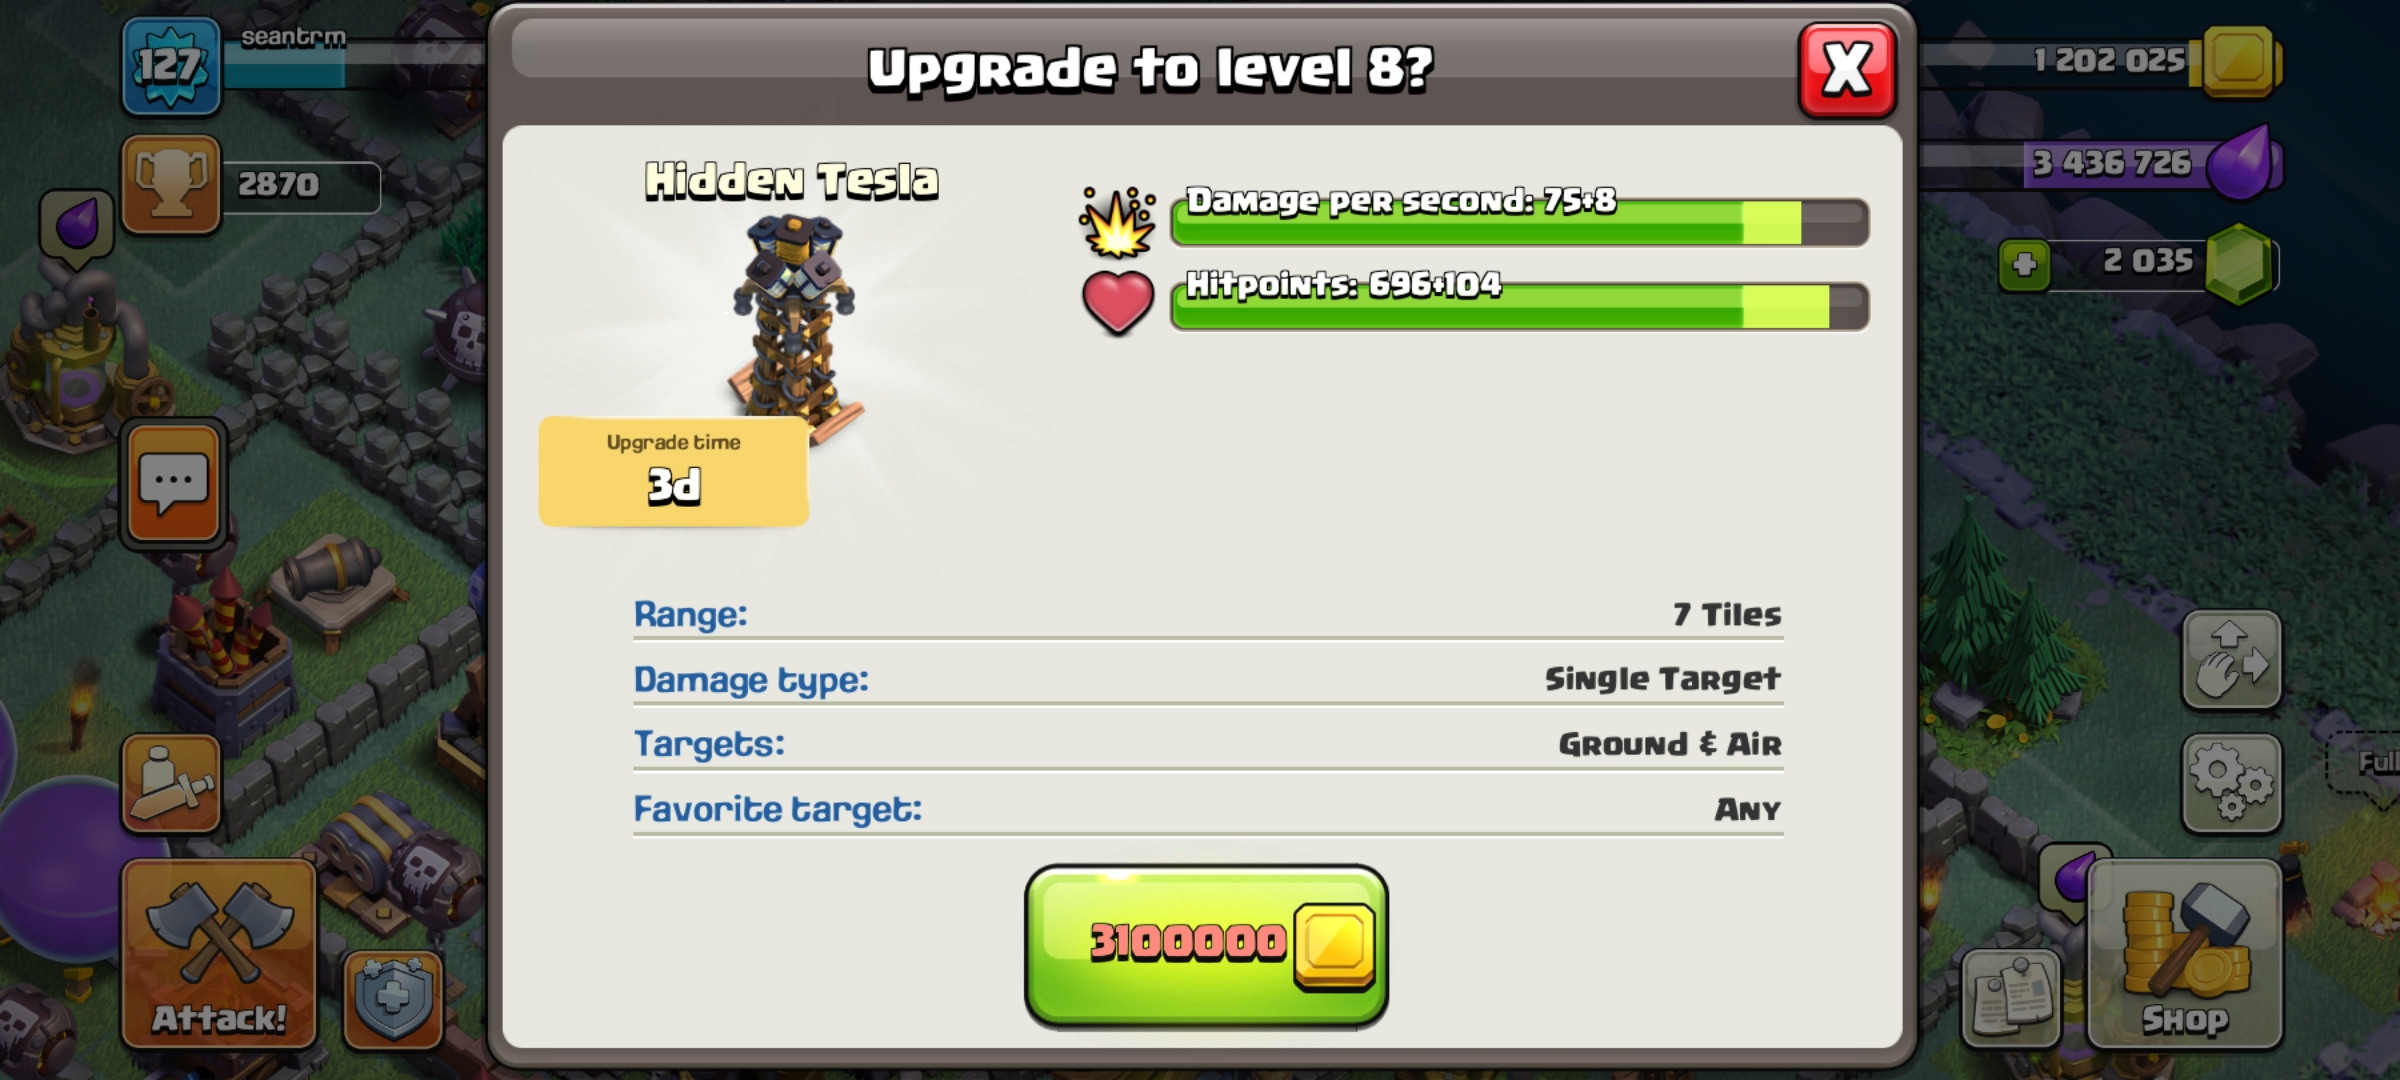 127
seantrm
2870
Upgrade to level 8?
X
1 202 025
3 436 726
2 035
Hidden Tesla
Damage per second: 75+8
Hitpoints: 696+104
Upgrade time
3d
Range: 7 Tiles
Damage type: Single Target
Targets: Ground & Air
Favorite target: Any
3100000
Full
Attack!
Shop